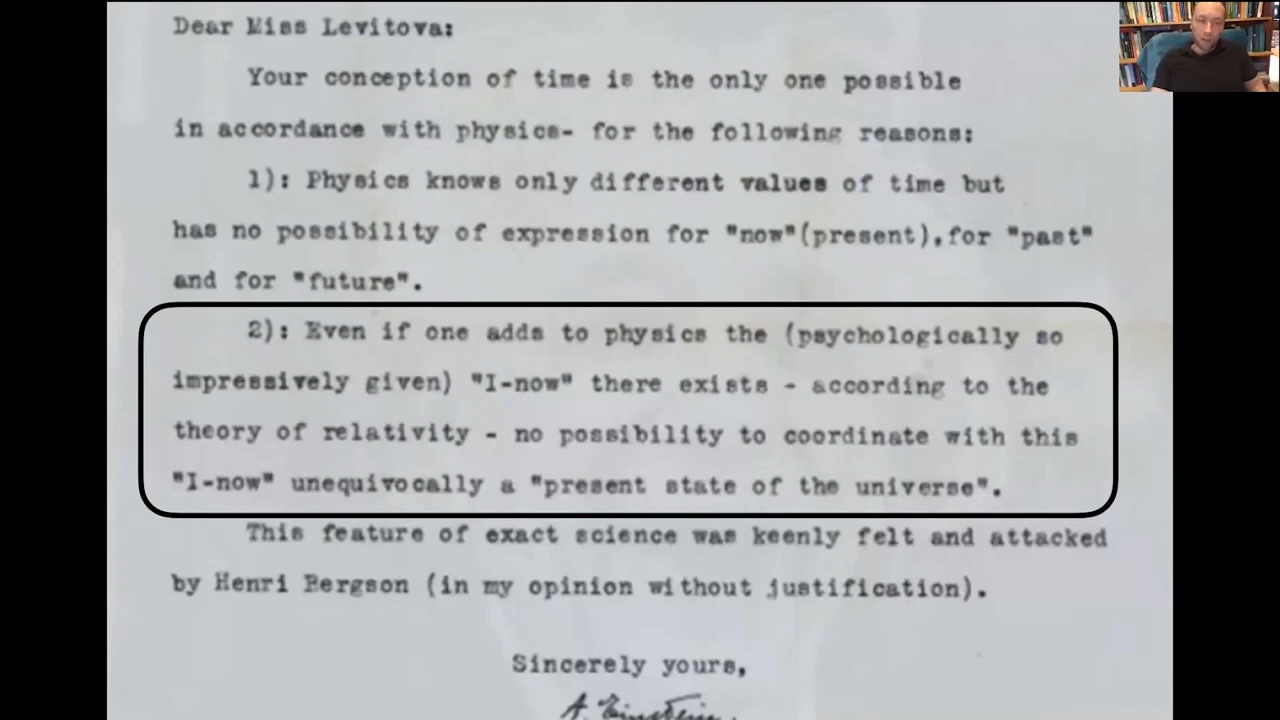 Dear Miss Levitova:
Your conception of time is the only one possible
in accordance with physics- for the following reasons:
1): Physics knows only different values of time but
has no possibility of expression for "now"(present),for "past"
and for "future".
2): Even if one adds to physics the (psychologically so
impressively given) "I-now" there exists - according to the
theory of relativity - no possibility to coordinate with this
"I-now" unequivocally a "present state of the universe".
This feature of exact science was keenly felt and attacked
by Henri Bergson (in my opinion without justification).
Sincerely yours,
A. Einstein.